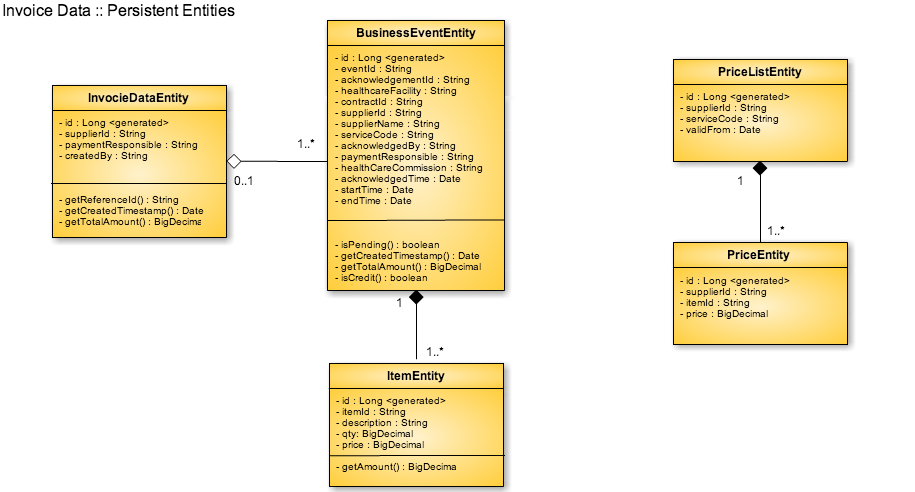 Invoice Data :: Persistent Entities
InvocieDataEntity
- id : Long <generated>
- supplierId : String
- paymentResponsible : String
- createdBy : String
- getReferenceId() : String
- getCreatedTimestamp() : Date
- getTotalAmount() : BigDecima
0..1
1..*
BusinessEventEntity
- id : Long <generated>
- eventId : String
- acknowledgementId : String
- healthcareFacility : String
- contractId : String
- supplierId : String
- supplierName : String
- serviceCode : String
- acknowledgedBy : String
- paymentResponsible : String
- healthCareCommission : String
- acknowledgedTime : Date
- startTime : Date
- endTime : Date
- isPending() : boolean
- getCreatedTimestamp() : Date
- getTotalAmount() : BigDecimal
- isCredit() : boolean
1
1..*
ItemEntity
- id : Long <generated>
- itemId : String
- description : String
- qty: BigDecimal
- price : BigDecimal
- getAmount() : BigDecima
PriceListEntity
- id : Long <generated>
- supplierId : String
- serviceCode : String
- validFrom : Date
1
1..*
PriceEntity
- id : Long <generated>
- supplierId : String
- itemId : String
- price : BigDecimal